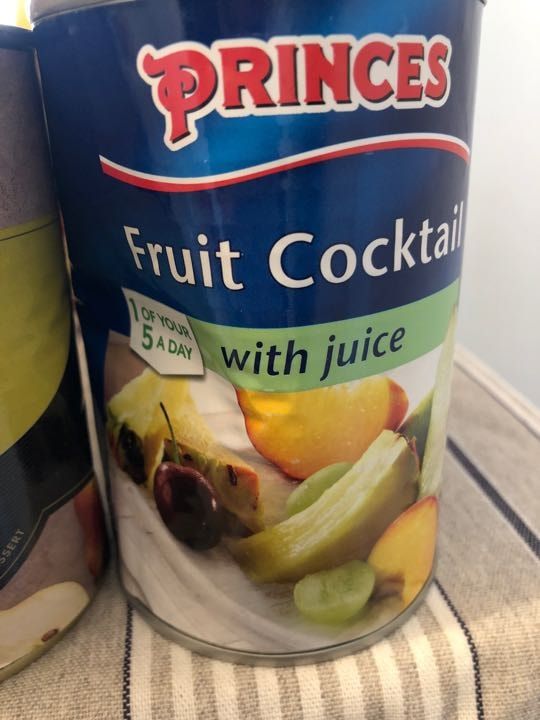 PRINCES
Fruit Cocktail
1 OF YOUR
5 A DAY
with juice